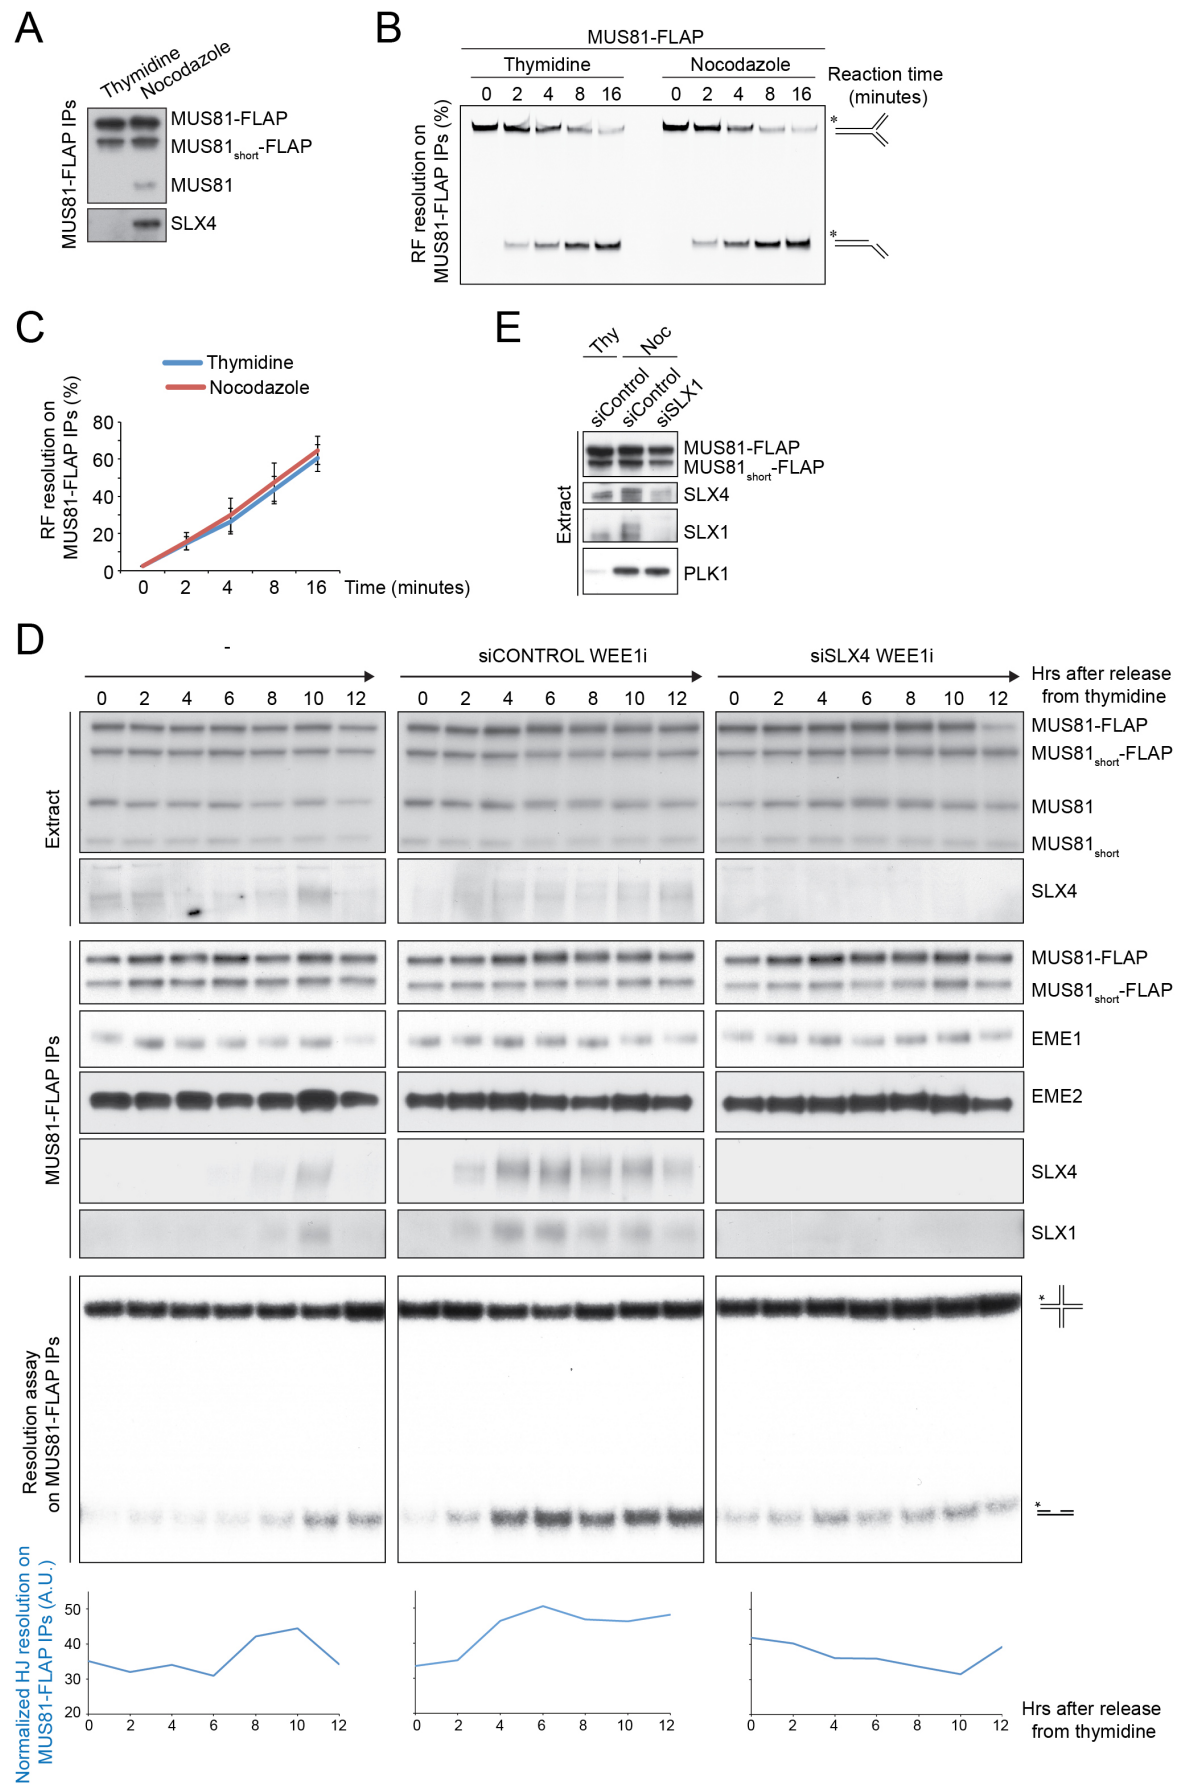 A
Thymidine
Nocodazole
MUS81-FLAP IPs
MUS81-FLAP
MUS81short-FLAP
MUS81
SLX4
B
MUS81-FLAP
Thymidine
Nocodazole
Reaction time
(minutes)
0 2 4 8 16 0 2 4 8 16
RF resolution on
MUS81-FLAP IPs (%)
*
*
C
Thymidine
Nocodazole
RF resolution on
MUS81-FLAP IPs (%)
80
60
40
20
0
0 2 4 8 16 Time (minutes)
E
Thy
Noc
siControl
siControl
siSLX1
Extract
MUS81-FLAP
MUS81short-FLAP
SLX4
SLX1
PLK1
D
-
siCONTROL WEE1i
siSLX4 WEE1i
Hrs after release
from thymidine
0 2 4 6 8 10 12 0 2 4 6 8 10 12 0 2 4 6 8 10 12
Extract
MUS81-FLAP
MUS81short-FLAP
MUS81
MUS81short
SLX4
MUS81-FLAP IPs
MUS81-FLAP
MUS81short-FLAP
EME1
EME2
SLX4
SLX1
Resolution assay
on MUS81-FLAP IPs
*
*
Normalized HJ resolution on
MUS81-FLAP IPs (A.U.)
50
40
30
20
0 2 4 6 8 10 12 0 2 4 6 8 10 12 0 2 4 6 8 10 12
Hrs after release
from thymidine